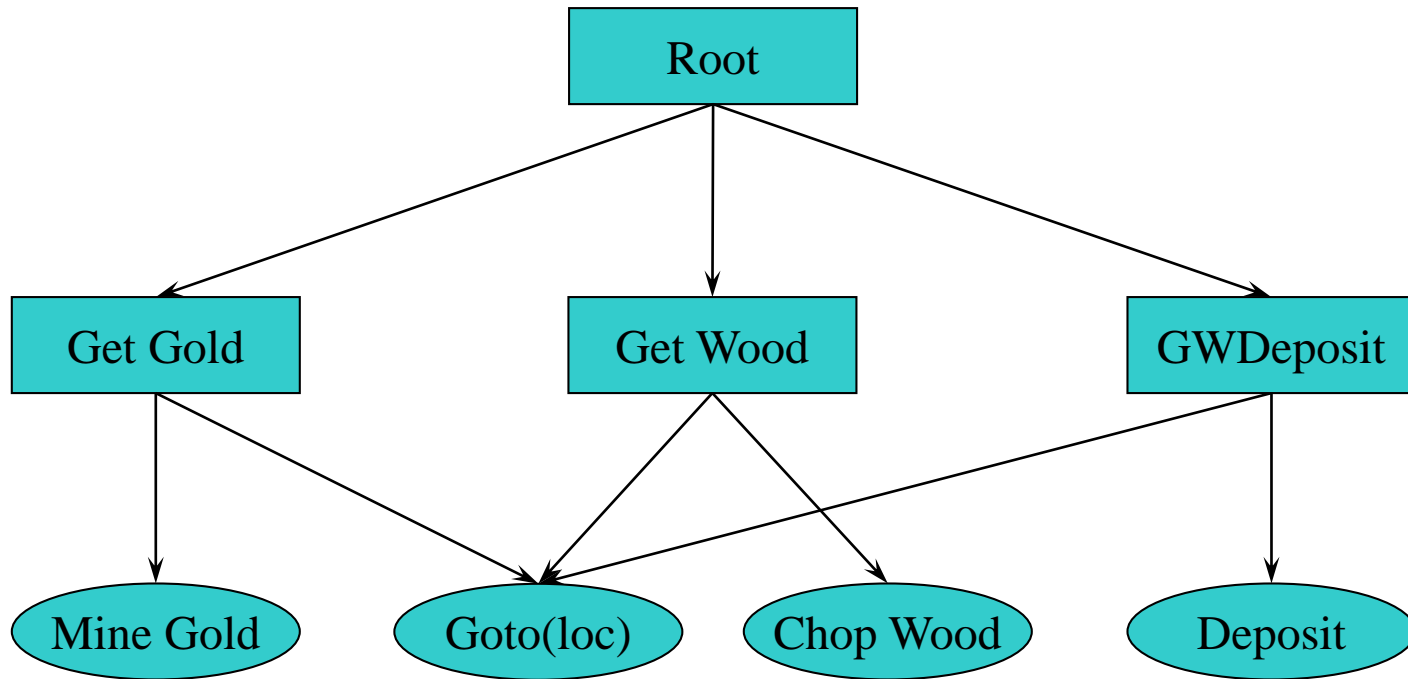 Root
Get Gold
Get Wood
GWDeposit
Mine Gold
Goto(loc)
Chop Wood
Deposit